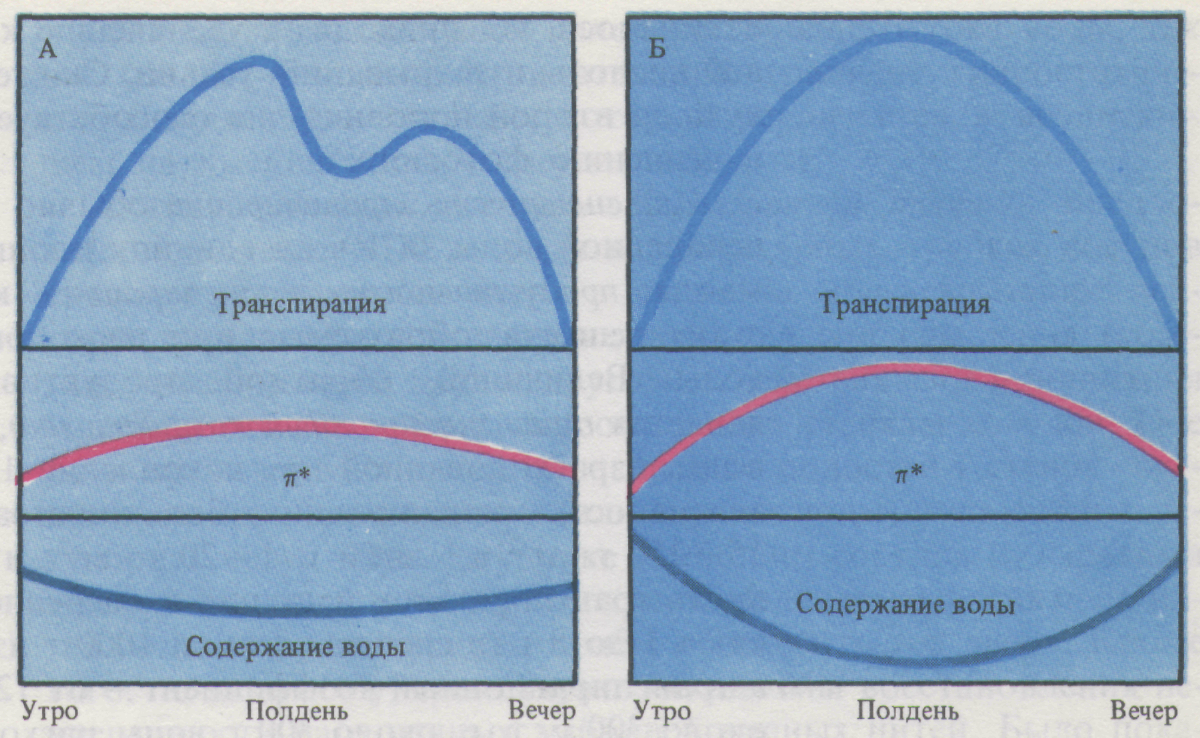 А
Б
Транспирация
Транспирация
π*
π*
Содержание воды
Содержание воды
Утро Полдень Вечер
Утро Полдень Вечер